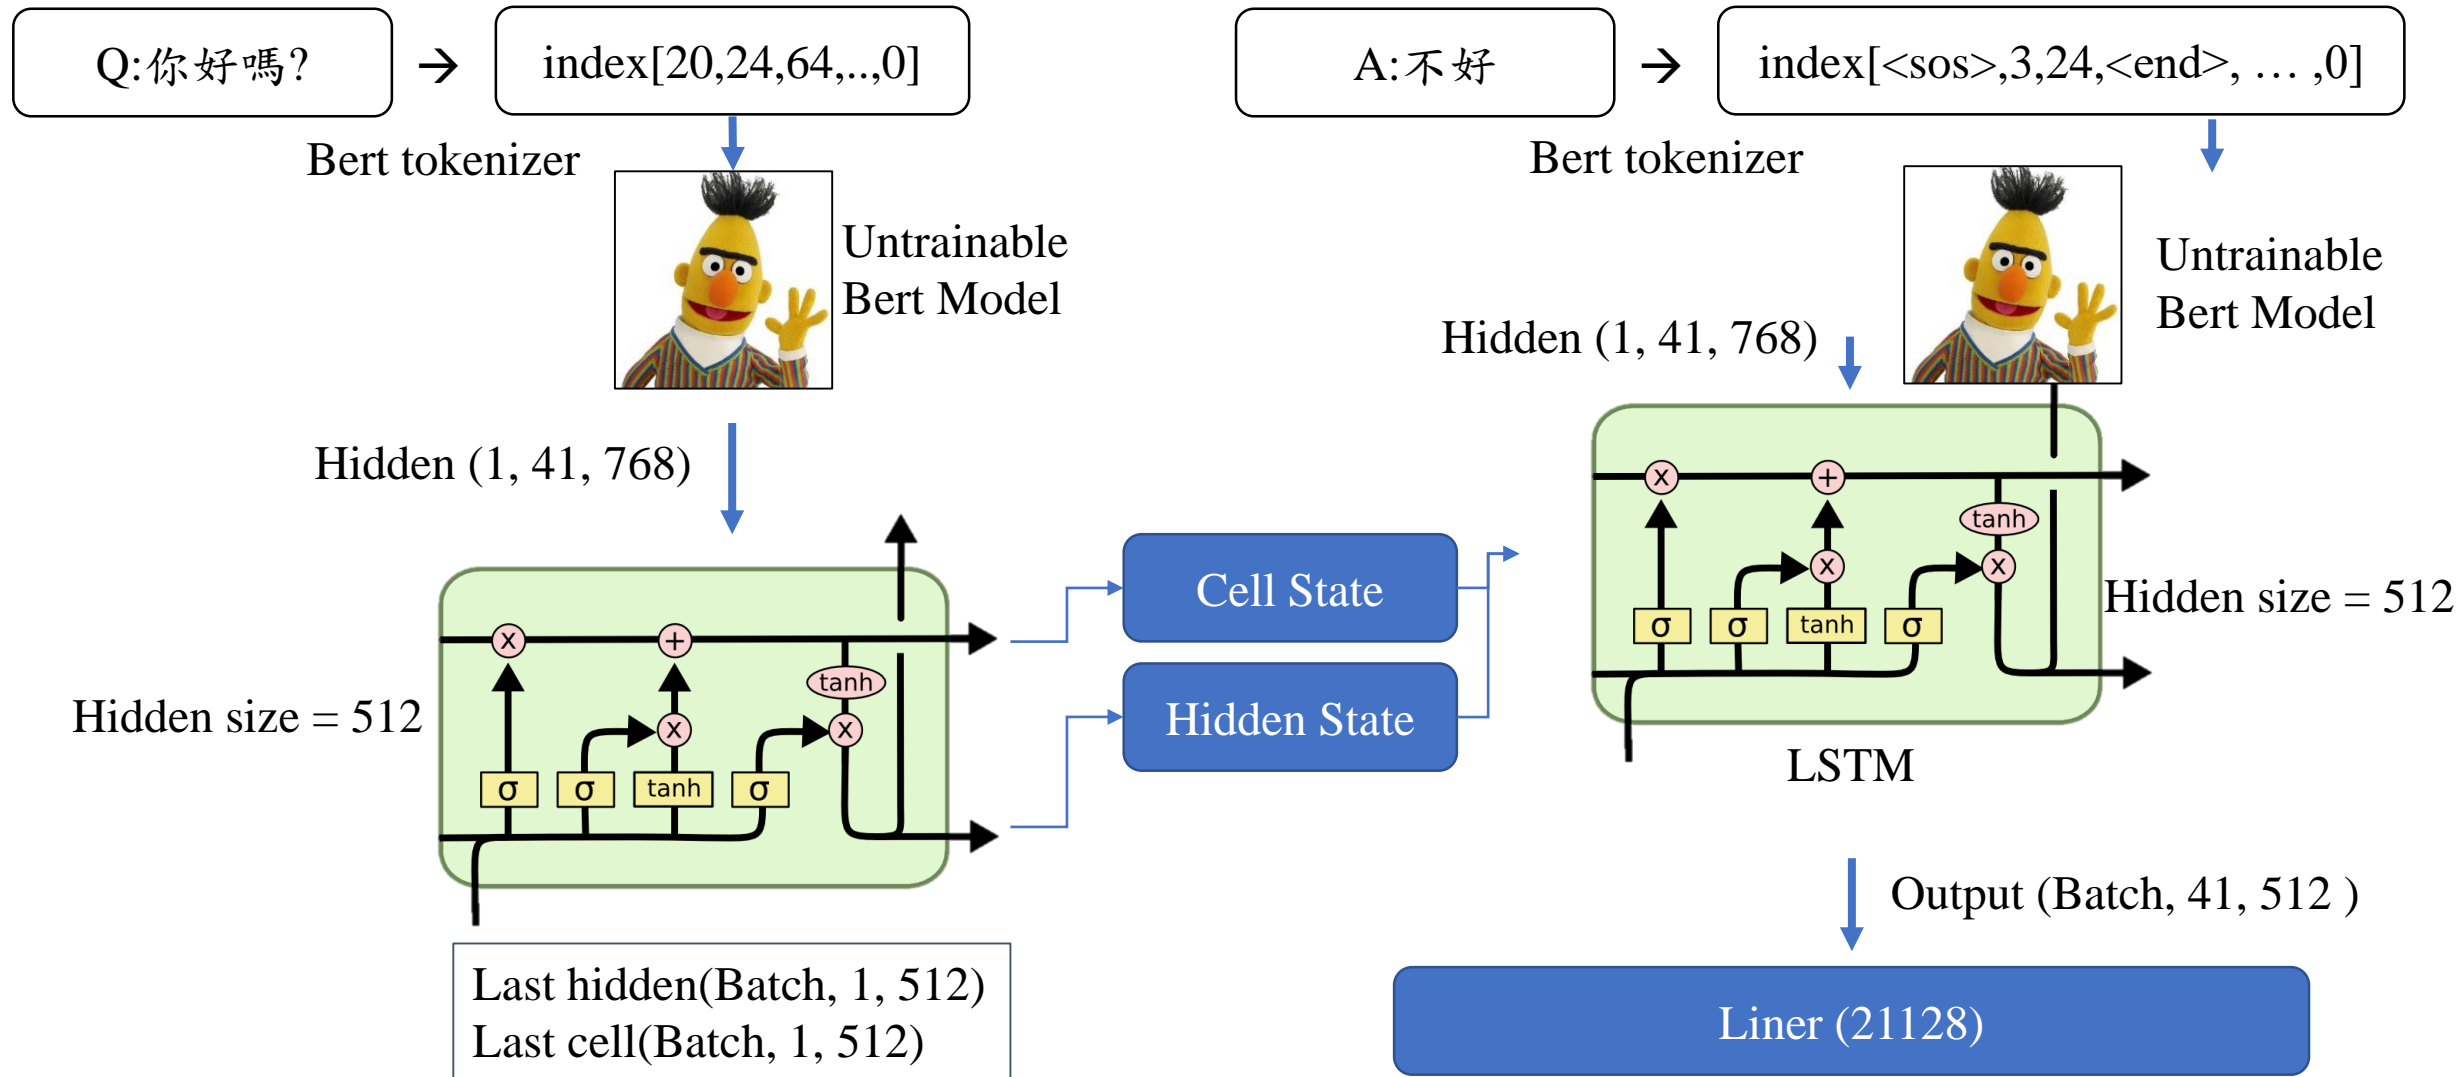 Q:你好嗎?
index[20,24,64,..,0]
Bert tokenizer
Untrainable
Bert Model
Hidden (1, 41, 768)
x
+
tanh
x
x
σ
σ
tanh
σ
Hidden size = 512
Last hidden(Batch, 1, 512)
Last cell(Batch, 1, 512)
Cell State
Hidden State
A:不好
index[<sos>,3,24,<end>, … ,0]
Bert tokenizer
Untrainable
Bert Model
Hidden (1, 41, 768)
x
+
tanh
x
x
σ
σ
tanh
σ
Hidden size = 512
LSTM
Output (Batch, 41, 512 )
Liner (21128)